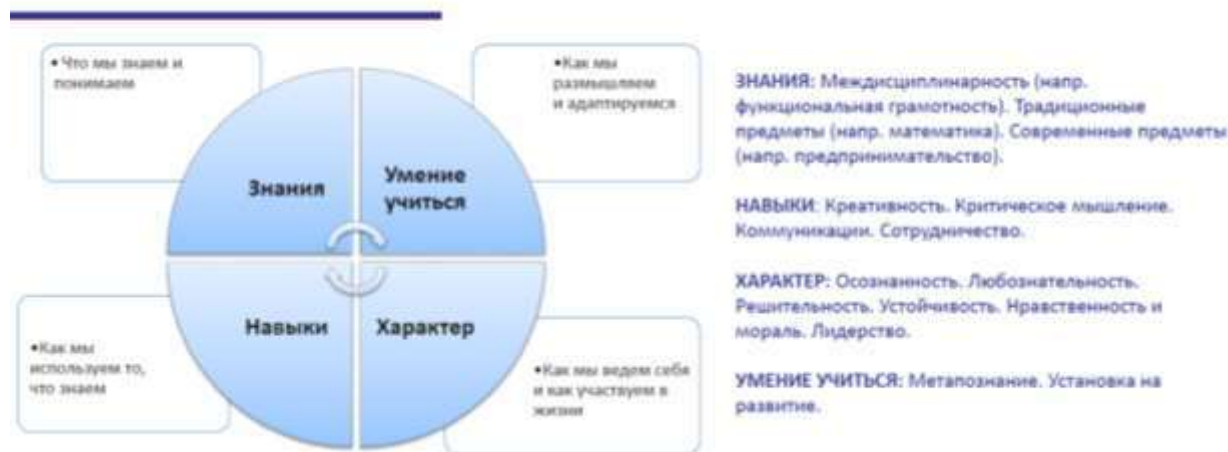 • Что мы знаем и
понимаем
•Как мы
размышляем
и адаптируемся
Знания
Умение
учиться
Навыки
Характер
•Как мы
используем то,
что знаем
•Как мы ведем себя
и как участвуем в
жизни
ЗНАНИЯ: Междисциплинарность (напр.
функциональная грамотность). Традиционные
предметы (напр. математика). Современные предметы
(напр. предпринимательство).
НАВЫКИ: Креативность. Критическое мышление.
Коммуникации. Сотрудничество.
ХАРАКТЕР: Осознанность. Любознательность.
Решительность. Устойчивость. Нравственность и
мораль. Лидерство.
УМЕНИЕ УЧИТЬСЯ: Метапознание. Установка на
развитие.